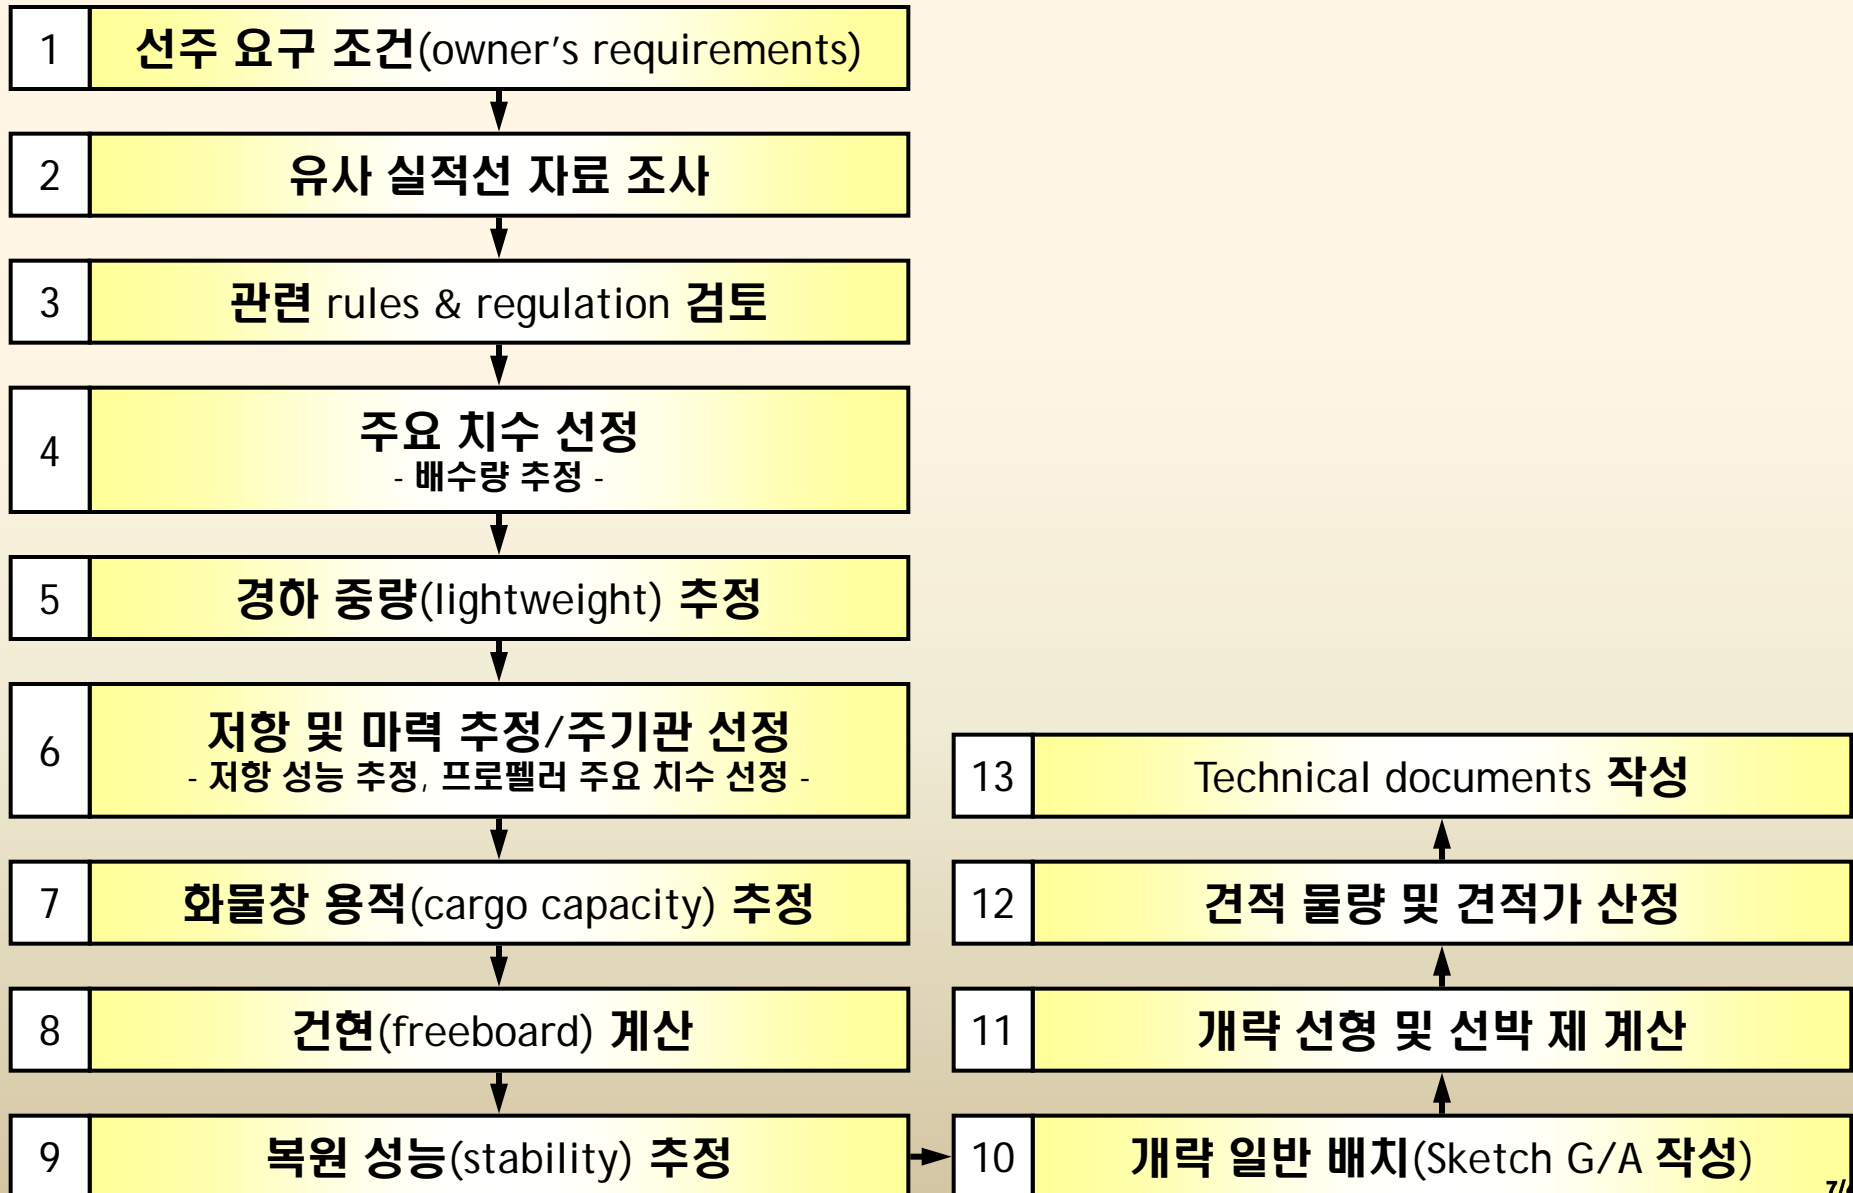 1 선주 요구 조건(owner's requirements)
2 유사 실적선 자료 조사
3 관련 rules & regulation 검토
4 주요 치수 선정
- 배수량 추정 -
5 경하 중량(lightweight) 추정
6 저항 및 마력 추정/주기관 선정
- 저항 성능 추정, 프로펠러 주요 치수 선정 -
7 화물창 용적(cargo capacity) 추정
8 건현(freeboard) 계산
9 복원 성능(stability) 추정
10 개략 일반 배치(Sketch G/A 작성)
11 개략 선형 및 선박 제 계산
12 견적 물량 및 견적가 산정
13 Technical documents 작성